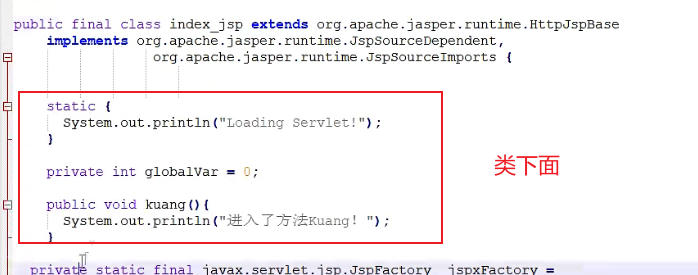 public final class index_jsp extends org.apache.jasper.runtime.HttpJspBase
implements org.apache.jasper.runtime.JspSourceDependent,
org.apache.jasper.runtime.JspSourceImports {
static {
System.out.println("Loading Servlet!");
}
private int globalVar = 0;
类下面
public void kuang(){
System.out.println("进入了方法Kuang！");
}
private static final javax.servlet.jsp.JspFactory _jspxFactory =